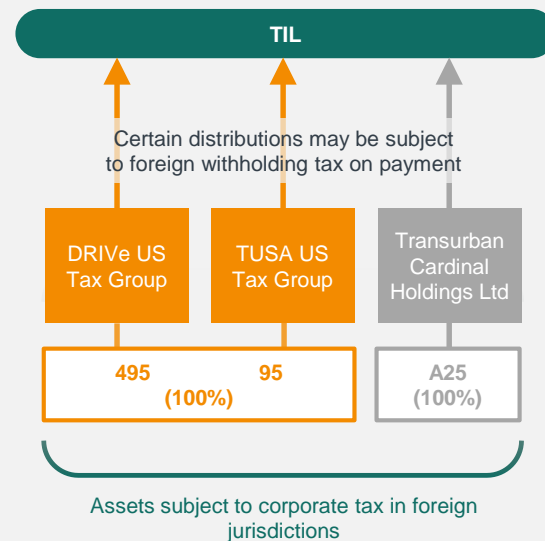 TIL
Certain distributions may be subject
to foreign withholding tax on payment
DRIVe US
Tax Group
TUSA US
Tax Group
Transurban
Cardinal
Holdings Ltd
495 95
(100%)
A25
(100%)
Assets subject to corporate tax in foreign
jurisdictions